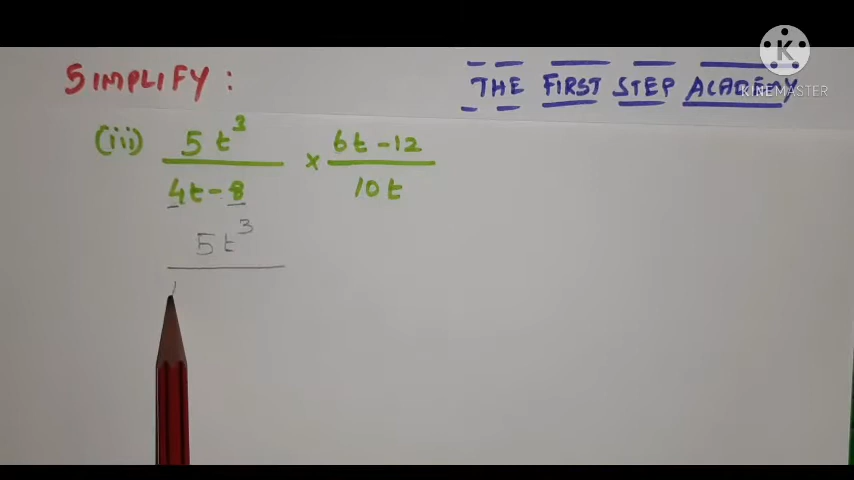 SIMPLIFY :
THE FIRST STEP ACADEMY
KINEMASTER
(iii) 5t³ / 4t - 8 × 6t - 12 / 10t
5t³